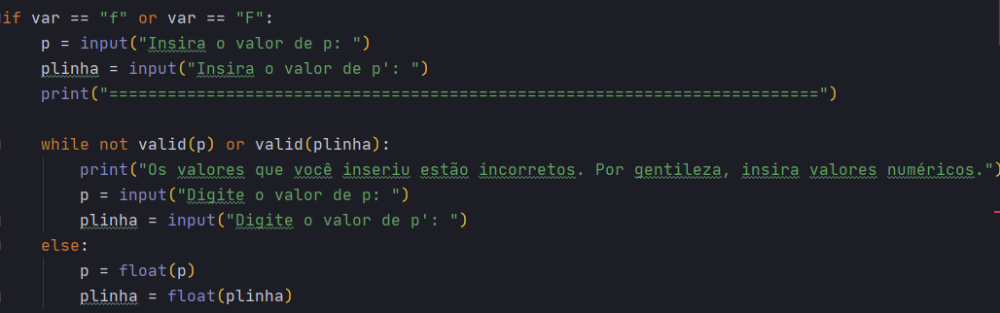 if var == "f" or var == "F":
    p = input("Insira o valor de p: ")
    plinha = input("Insira o valor de p': ")
    print("=========================================================================")
    while not valid(p) or valid(plinha):
        print("Os valores que você inseriu estão incorretos. Por gentileza, insira valores numéricos.")
        p = input("Digite o valor de p: ")
        plinha = input("Digite o valor de p': ")
    else:
        p = float(p)
        plinha = float(plinha)